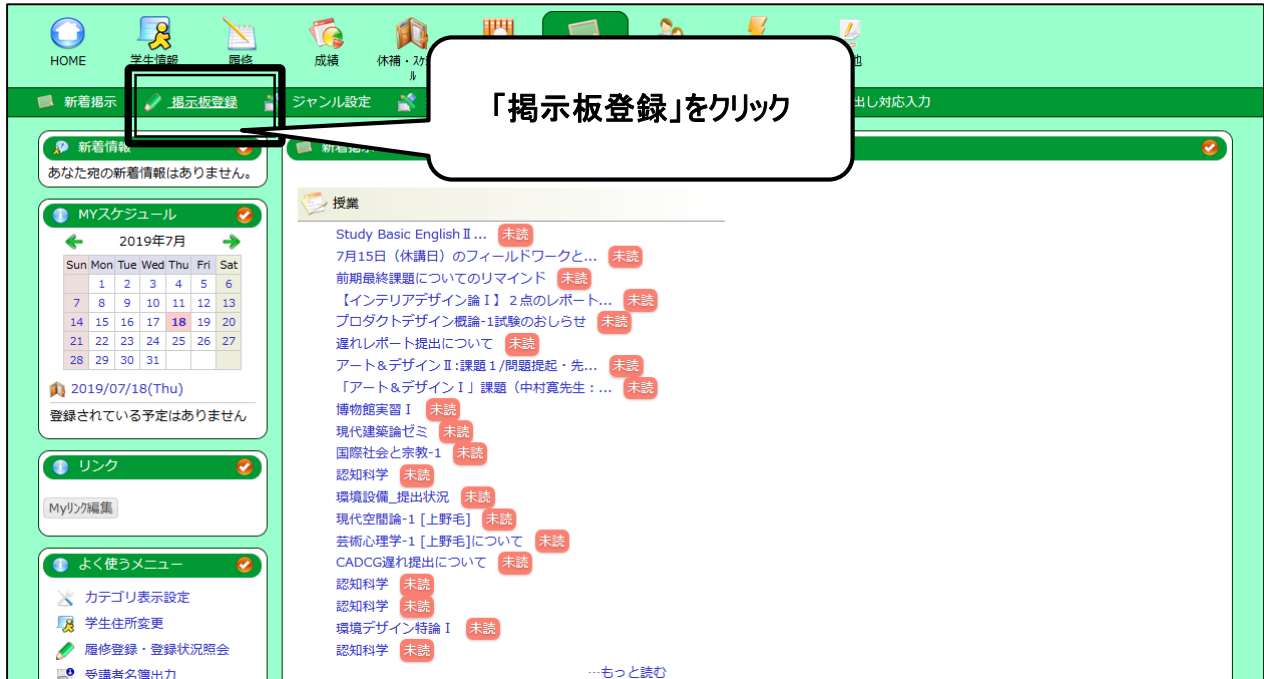 HOME
学生情報
履修
成績
休補・スケ
ル
新着掲示
掲示板登録
ジャンル設定
出し対応入力
「掲示板登録」をクリック
新着情報
あなた宛の新着情報はありません。
MYスケジュール
2019年7月
Sun Mon Tue Wed Thu Fri Sat
1 2 3 4 5 6
7 8 9 10 11 12 13
14 15 16 17 18 19 20
21 22 23 24 25 26 27
28 29 30 31
2019/07/18(Thu)
登録されている予定はありません
リンク
Myリンク編集
よく使うメニュー
カテゴリ表示設定
学生住所変更
履修登録・登録状況照会
受講者名簿出力
新着掲示
授業
Study Basic EnglishⅡ... 未読
7月15日（休講日）のフィールドワークと... 未読
前期最終課題についてのリマインド 未読
【インテリアデザイン論Ⅰ】２点のレポート... 未読
プロダクトデザイン概論-1試験のおしらせ 未読
遅れレポート提出について 未読
アート&デザインⅡ:課題１/問題提起・先... 未読
「アート&デザインⅠ」課題（中村寛先生：... 未読
博物館実習Ⅰ 未読
現代建築論ゼミ 未読
国際社会と宗教-1 未読
認知科学 未読
環境設備_提出状況 未読
現代空間論-1 [上野毛] 未読
芸術心理学-1 [上野毛]について 未読
CADCG遅れ提出について 未読
認知科学 未読
認知科学 未読
環境デザイン特論Ⅰ 未読
認知科学 未読
…もっと読む